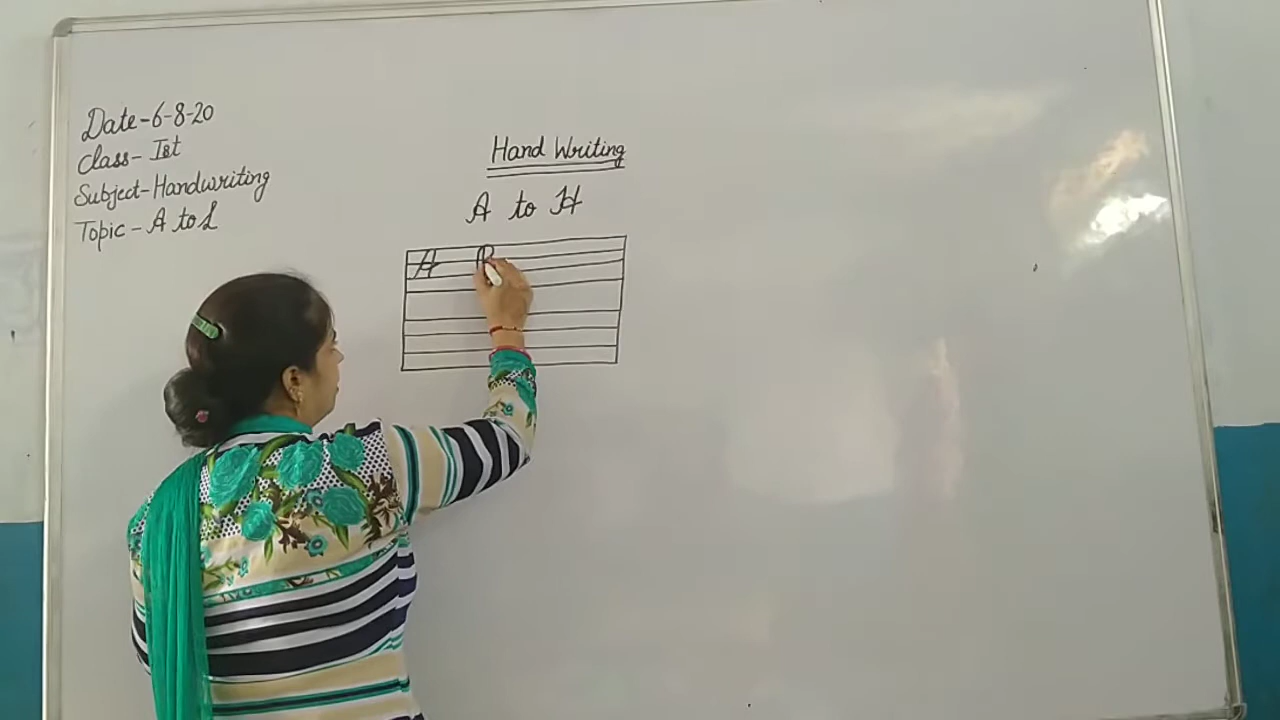 Date-6-8-20
Class- Ist
Subject-Handwriting
Topic - A to L
Hand Writing
A to H
A B